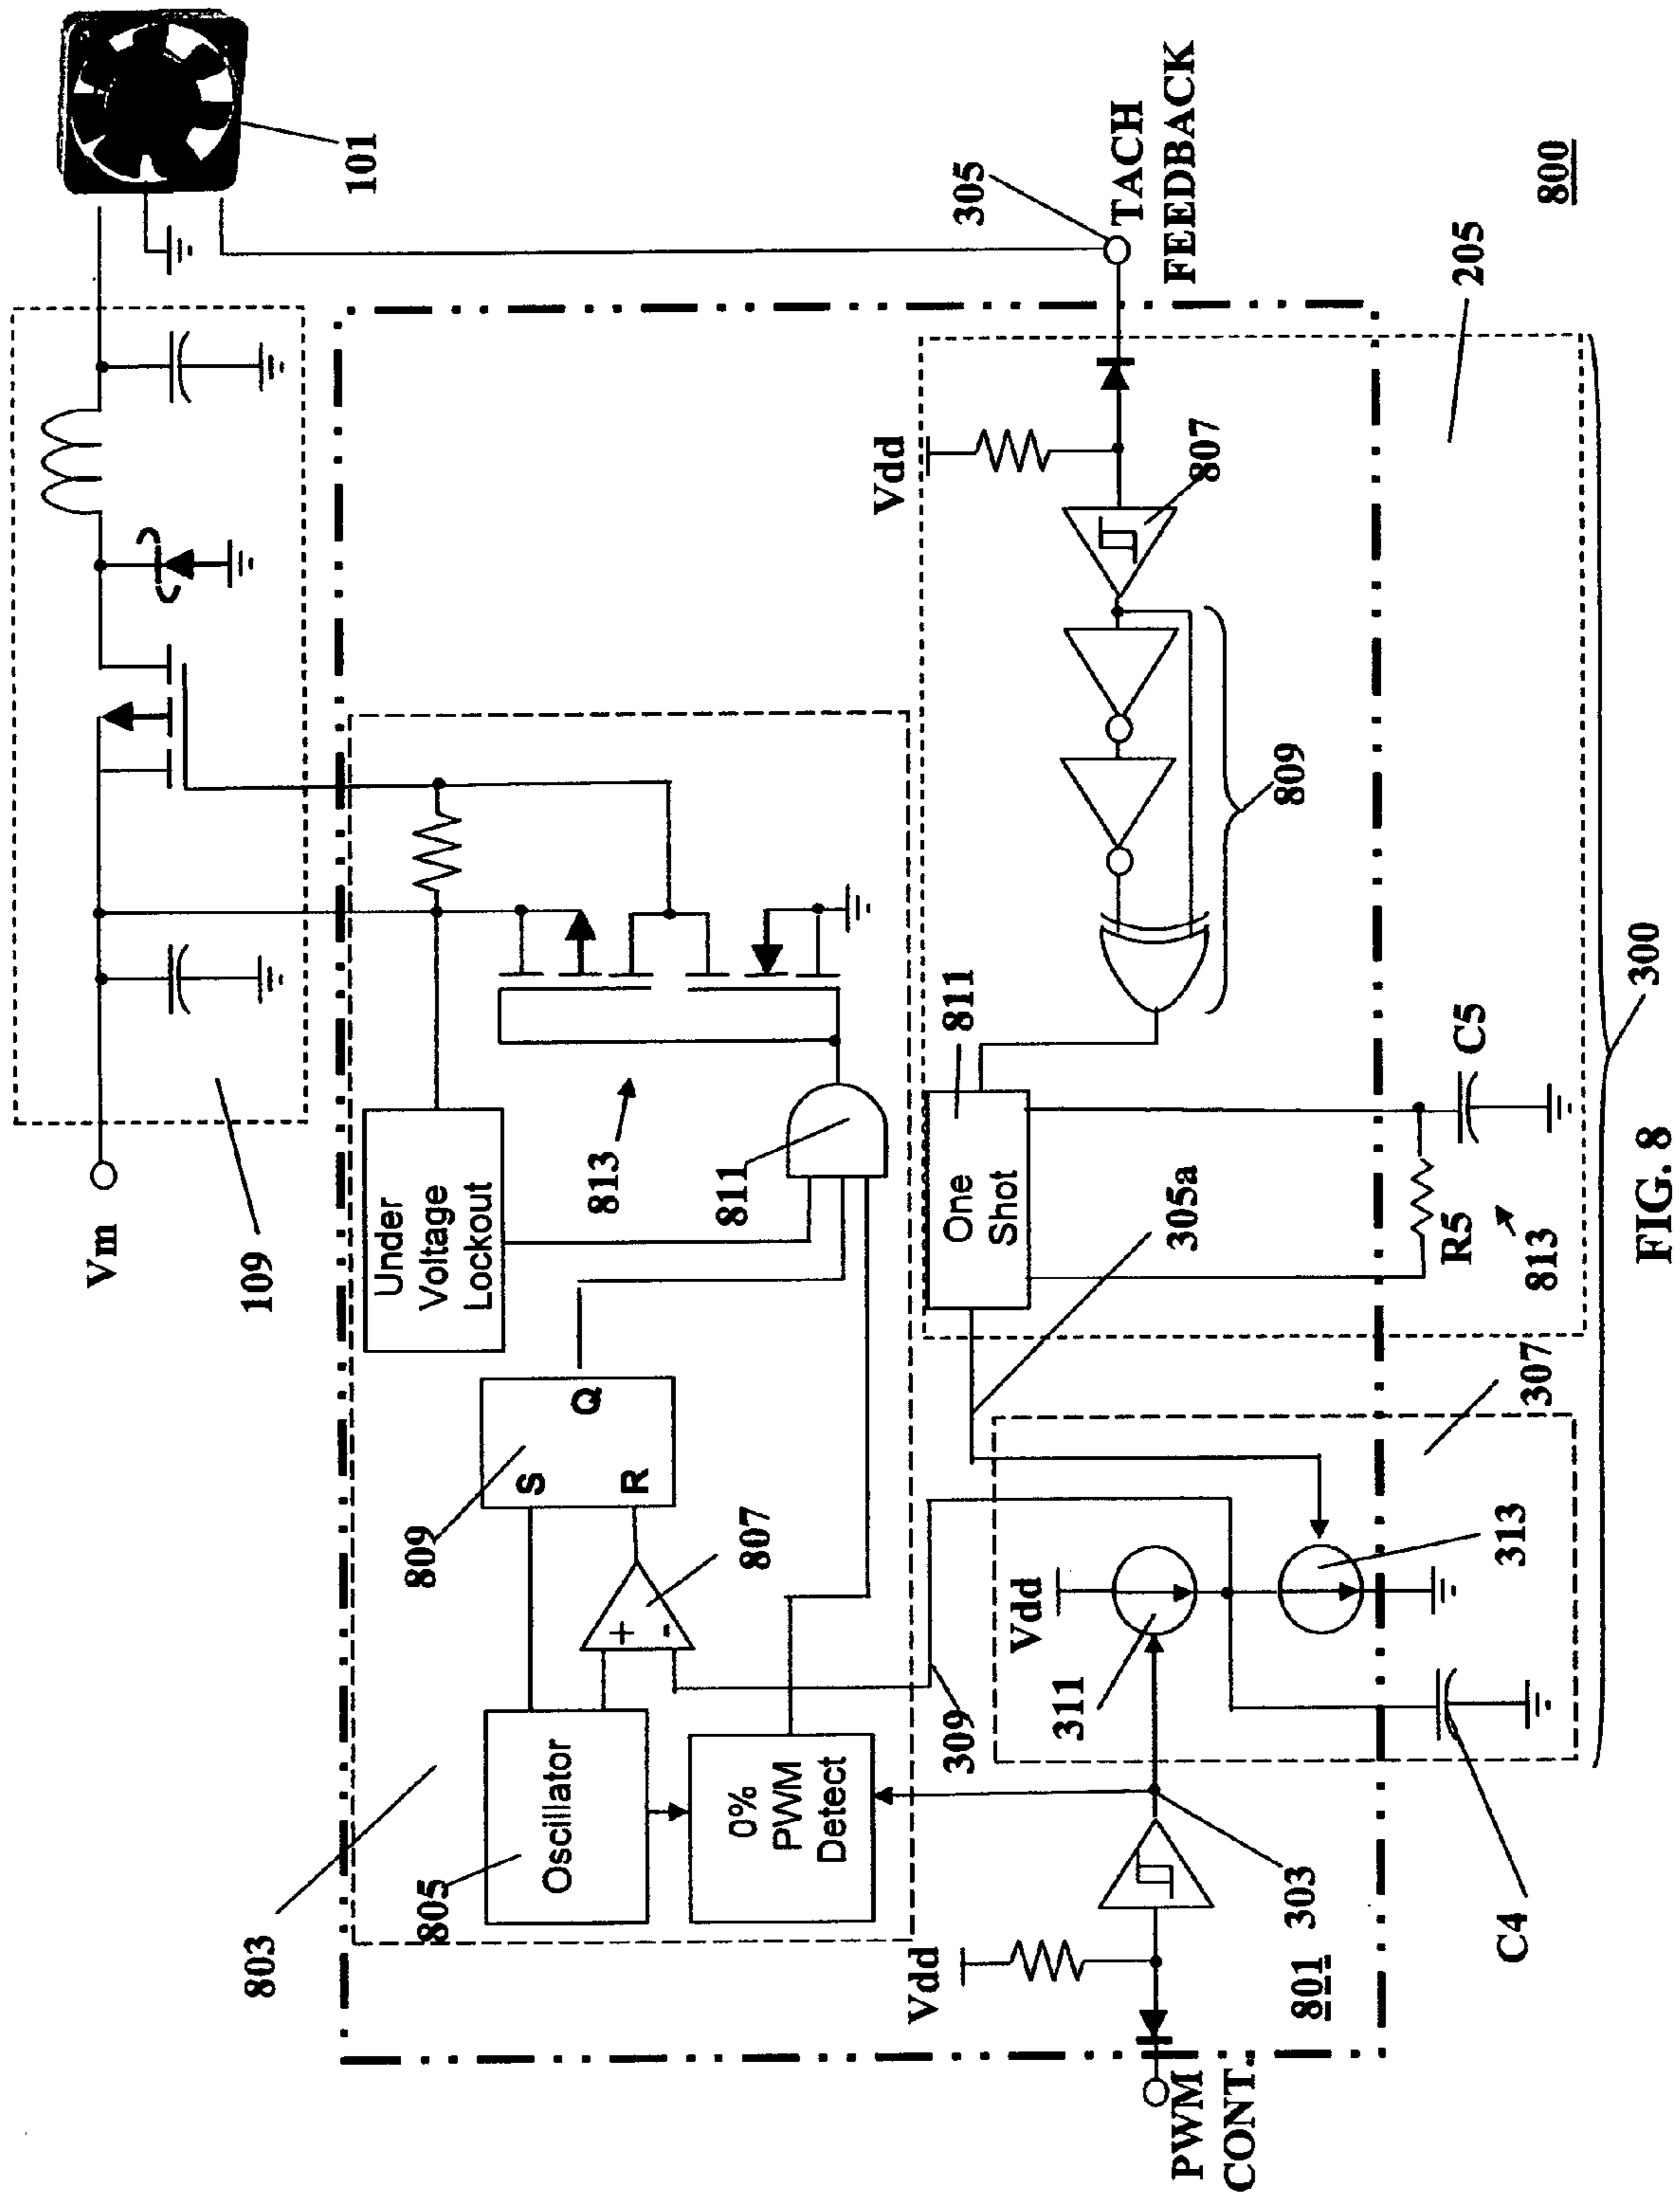 Vm
109
101
803
805
Oscillator
0%
PWM
Detect
809
S
R
Q
+
-
807
Under
Voltage
Lockout
813
811
309
Vdd
PWM
CONT.
801
303
Vdd
311
313
C4
307
305a
One
Shot
811
R5
C5
813
809
807
Vdd
305
TACH
FEEDBACK
205
300
800
FIG. 8